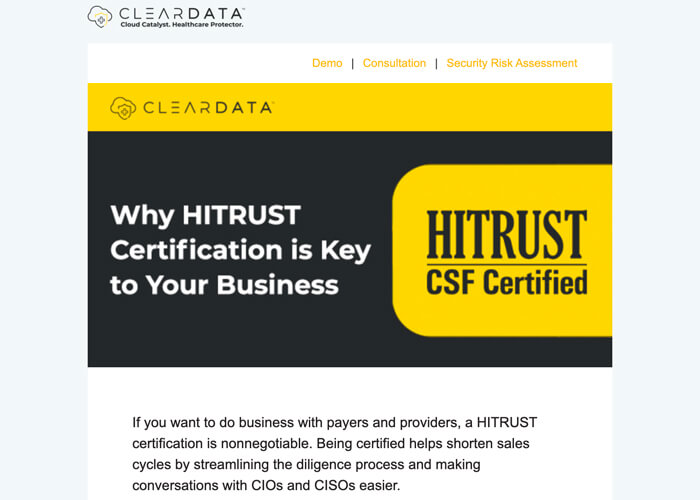 CLEARDATA™
Cloud Catalyst. Healthcare Protector.
Demo | Consultation | Security Risk Assessment
CLEARDATA™
Why HITRUST
Certification is Key
to Your Business
HITRUST
CSF Certified
If you want to do business with payers and providers, a HITRUST
certification is nonnegotiable. Being certified helps shorten sales
cycles by streamlining the diligence process and making
conversations with CIOs and CISOs easier.